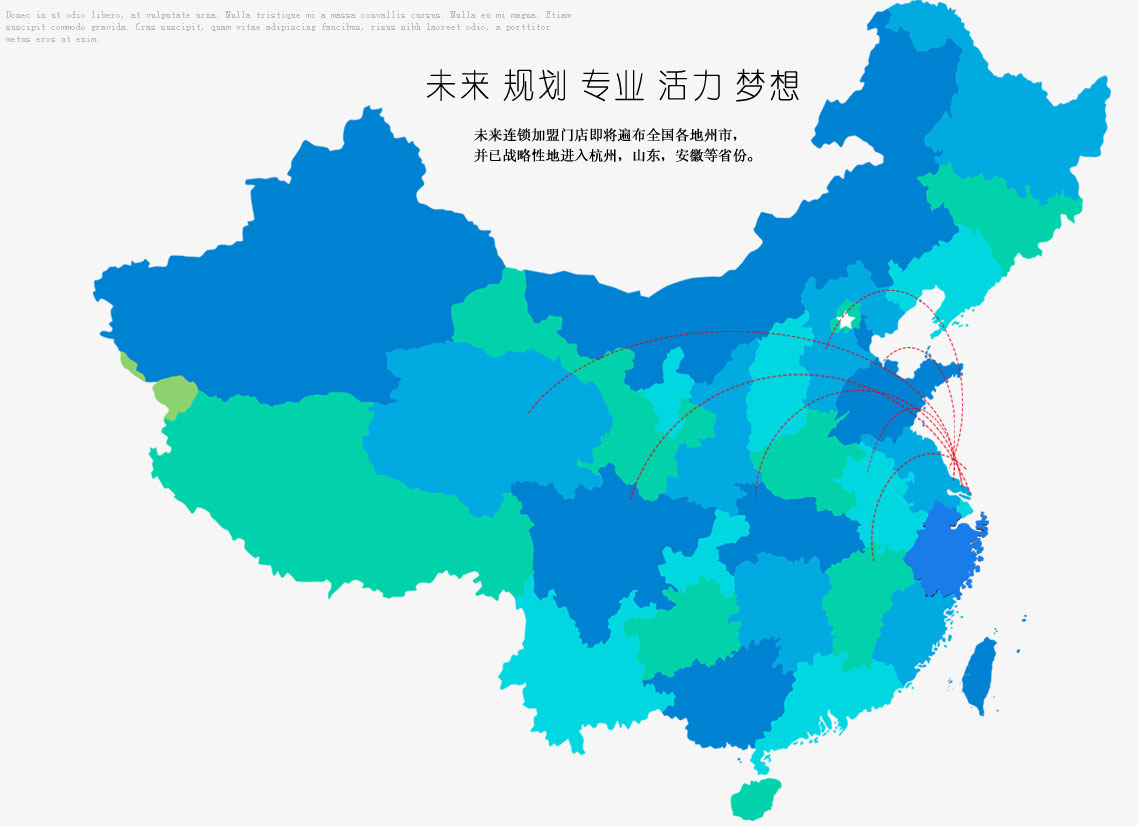 Donec in ut odio libero, at vulputate urna. Nulla tristique mi a massa convallis cursus. Nulla eu mi magna. Etiam
suscipit commodo gravida. Cras suscipit, quam vitae adipiscing faucibus, risus nibh laoreet odio, a porttitor
metus eros ut enim.
未来 规划 专业 活力 梦想
未来连锁加盟门店即将遍布全国各地州市,
并已战略性地进入杭州，山东，安徽等省份。